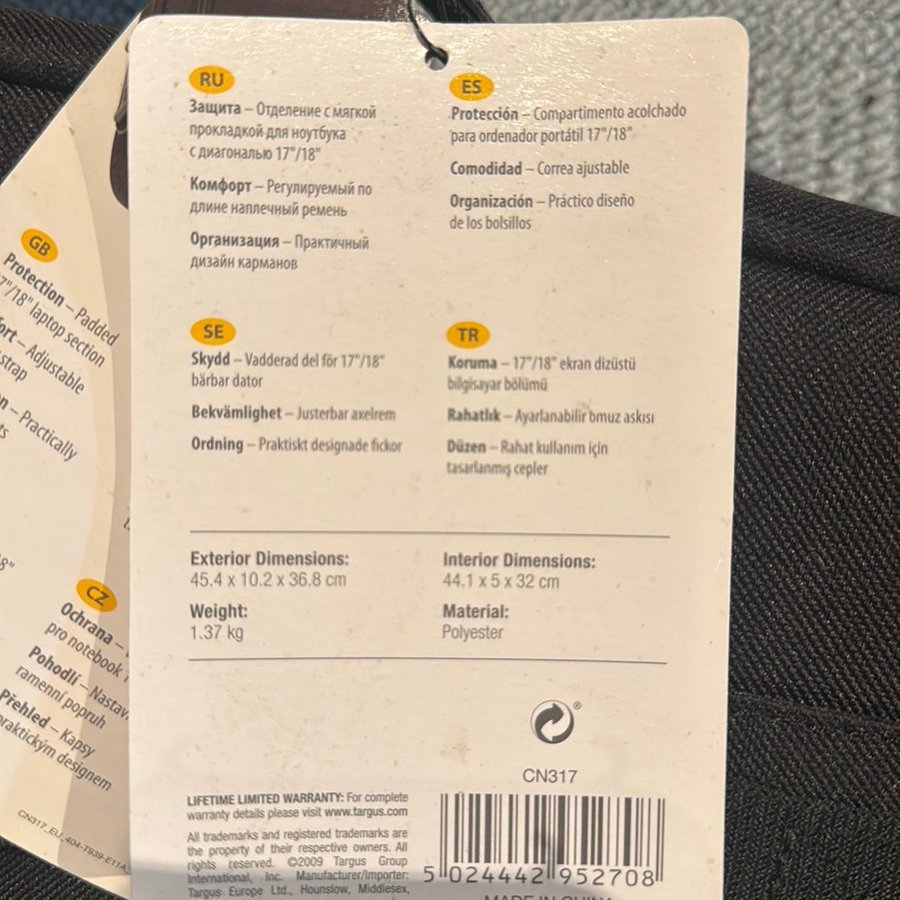 RU
Защита – Отделение с мягкой
прокладкой для ноутбука
с диагональю 17"/18"
Комфорт – Регулируемый по
длине наплечный ремень
Организация – Практичный
дизайн карманов
ES
Protección – Compartimento acolchado
para ordenador portátil 17"/18"
Comodidad – Correa ajustable
Organización – Práctico diseño
de los bolsillos
SE
Skydd – Vadderad del för 17"/18"
bärbar dator
Bekvämlighet – Justerbar axelrem
Ordning – Praktiskt designade fickor
TR
Koruma – 17"/18" ekran dizüstü
bilgisayar bölümü
Rahatlık – Ayarlanabilir omuz askısı
Düzen – Rahat kullanım için
tasarlanmış cepler
Exterior Dimensions:
45.4 x 10.2 x 36.8 cm
Weight:
1.37 kg
Interior Dimensions:
44.1 x 5 x 32 cm
Material:
Polyester
CN317
LIFETIME LIMITED WARRANTY: For complete
warranty details please visit www.targus.com
All trademarks and registered trademarks are
the property of their respective owners. All
rights reserved. ©2009 Targus Group
International, Inc. Manufacturer/Importer:
Targus Europe Ltd., Hounslow, Middlesex,
5 024442 952708
MADE IN CHINA
GB
Protection – Padded
17"/18" laptop section
– Adjustable
strap
– Practically
CZ
Ochrana –
pro notebook
Pohodlí –
ramenní popruh
Přehled – Kapsy
praktickým designem
CN317_EU_404-T939-E11A